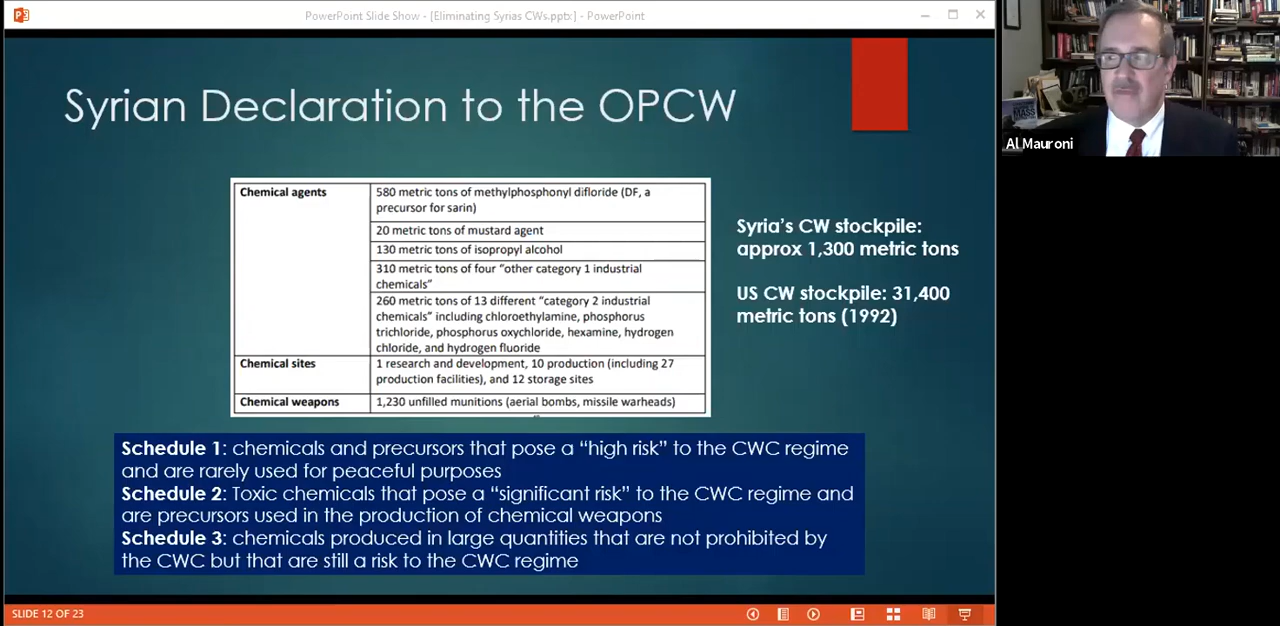 PowerPoint Slide Show - [Eliminating Syrias CWs.pptx] - PowerPoint
Syrian Declaration to the OPCW
Chemical agents
580 metric tons of methylphosphonyl difloride (DF, a
precursor for sarin)
20 metric tons of mustard agent
130 metric tons of isopropyl alcohol
310 metric tons of four “other category 1 industrial
chemicals”
260 metric tons of 13 different “category 2 industrial
chemicals” including chloroethylamine, phosphorus
trichloride, phosphorus oxychloride, hexamine, hydrogen
chloride, and hydrogen fluoride
Chemical sites
1 research and development, 10 production (including 27
production facilities), and 12 storage sites
Chemical weapons
1,230 unfilled munitions (aerial bombs, missile warheads)
Syria’s CW stockpile:
approx 1,300 metric tons
US CW stockpile: 31,400
metric tons (1992)
Schedule 1: chemicals and precursors that pose a “high risk” to the CWC regime
and are rarely used for peaceful purposes
Schedule 2: Toxic chemicals that pose a “significant risk” to the CWC regime and
are precursors used in the production of chemical weapons
Schedule 3: chemicals produced in large quantities that are not prohibited by
the CWC but that are still a risk to the CWC regime
SLIDE 12 OF 23
MASS
Al Mauroni